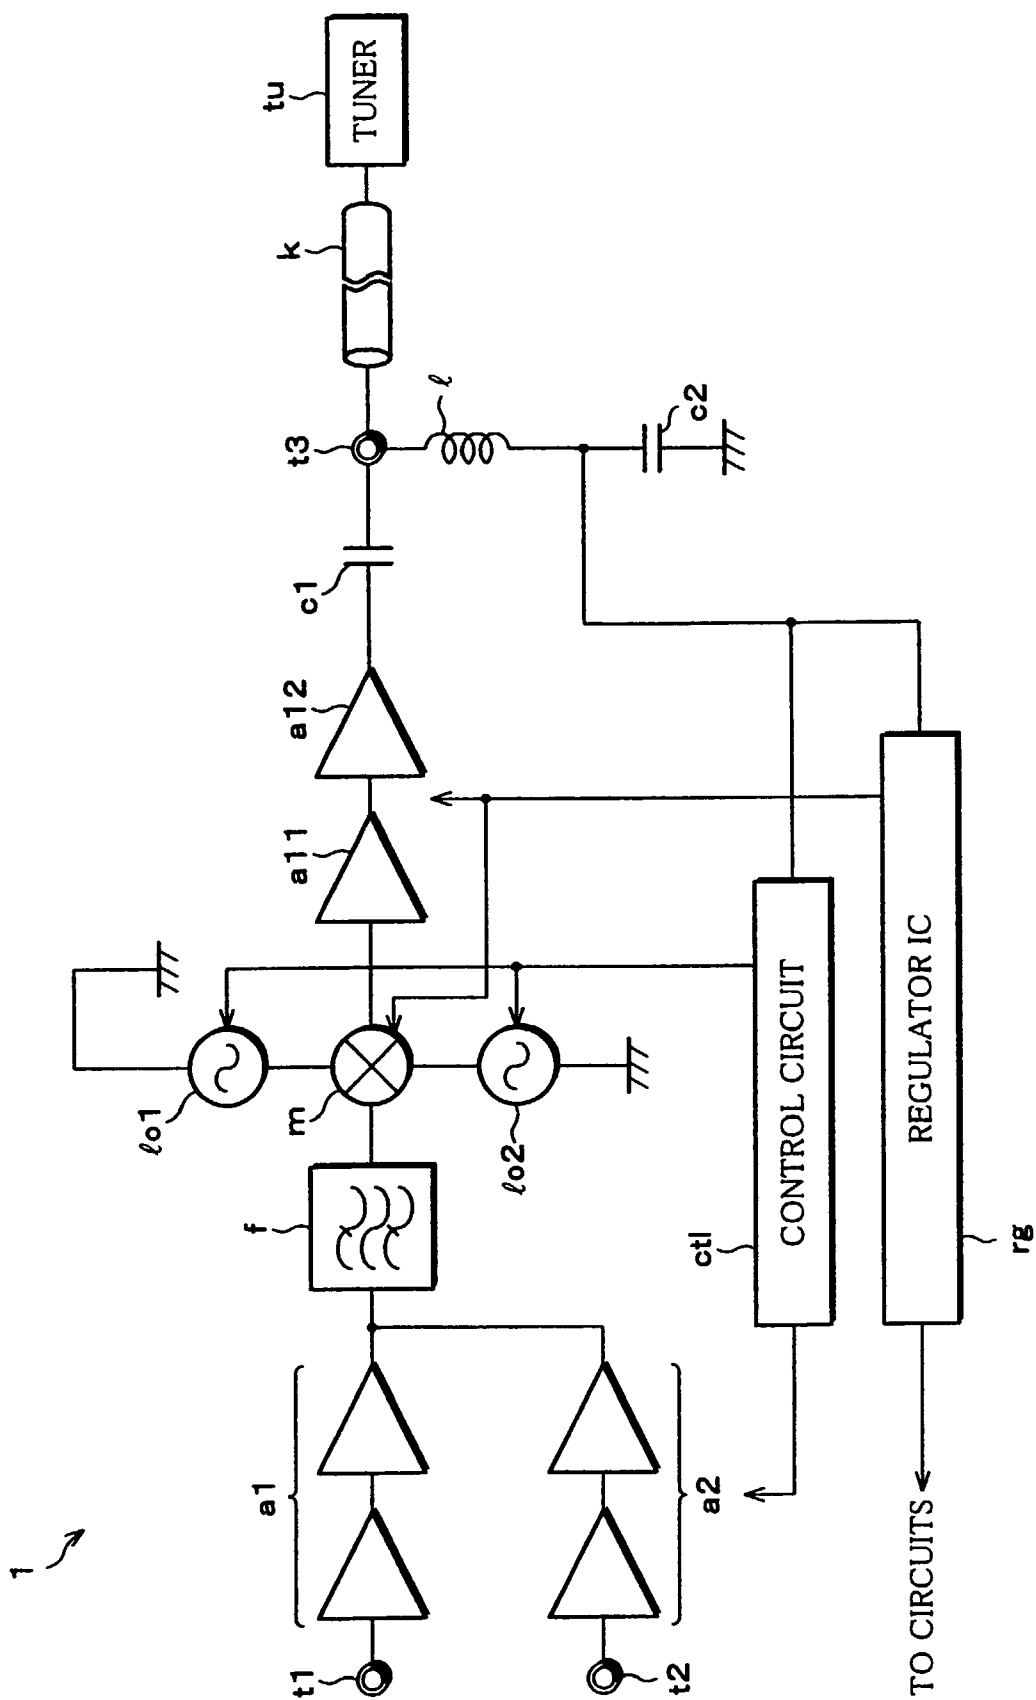 1
t1
t2
a1
a2
f
m
ℓo1
ℓo2
a11
a12
c1
t3
ℓ
c2
k
tu
TUNER
ctl
CONTROL CIRCUIT
REGULATOR IC
rg
TO CIRCUITS